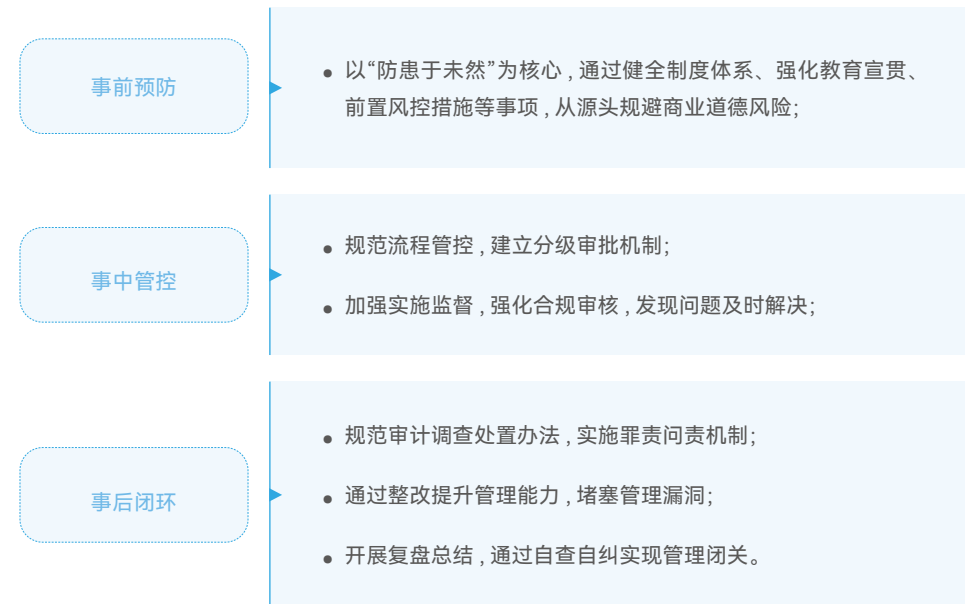 事前预防
● 以“防患于未然”为核心，通过健全制度体系、强化教育宣贯、
前置风控措施等事项，从源头规避商业道德风险；
事中管控
● 规范流程管控，建立分级审批机制；
● 加强实施监督，强化合规审核，发现问题及时解决；
事后闭环
● 规范审计调查处置办法，实施罪责问责机制；
● 通过整改提升管理能力，堵塞管理漏洞；
● 开展复盘总结，通过自查自纠实现管理闭关。